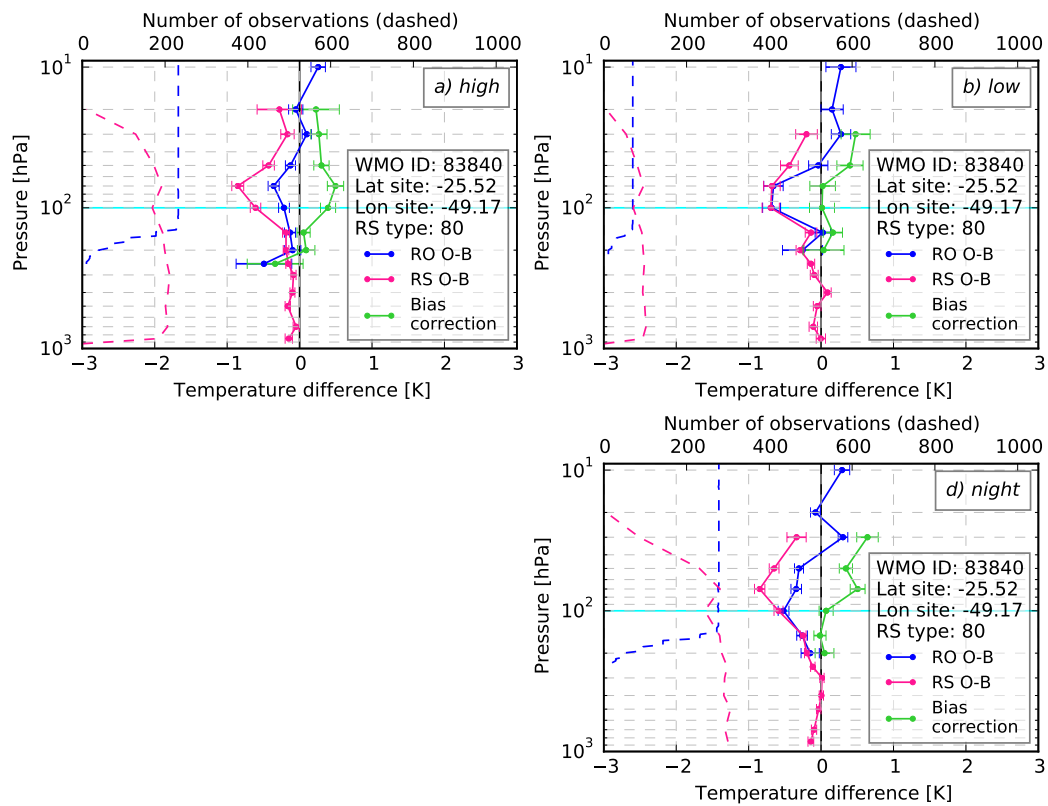 Number of observations (dashed)
0 200 400 600 800 1000
10^1
10^2
10^3
Pressure [hPa]
a) high
WMO ID: 83840
Lat site: -25.52
Lon site: -49.17
RS type: 80
RO O-B
RS O-B
Bias
correction
−3 −2 −1 0 1 2 3
Temperature difference [K]
Number of observations (dashed)
0 200 400 600 800 1000
10^1
10^2
10^3
Pressure [hPa]
b) low
WMO ID: 83840
Lat site: -25.52
Lon site: -49.17
RS type: 80
RO O-B
RS O-B
Bias
correction
−3 −2 −1 0 1 2 3
Temperature difference [K]
Number of observations (dashed)
0 200 400 600 800 1000
10^1
10^2
10^3
Pressure [hPa]
d) night
WMO ID: 83840
Lat site: -25.52
Lon site: -49.17
RS type: 80
RO O-B
RS O-B
Bias
correction
−3 −2 −1 0 1 2 3
Temperature difference [K]